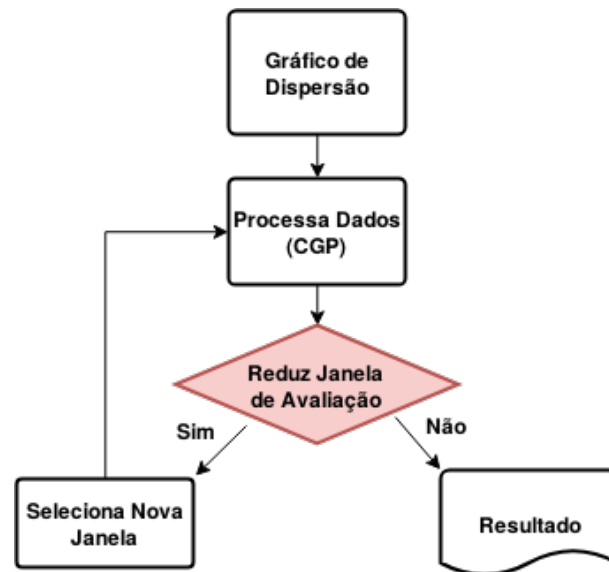 Gráfico de
Dispersão
Processa Dados
(CGP)
Reduz Janela
de Avaliação
Sim
Não
Seleciona Nova
Janela
Resultado